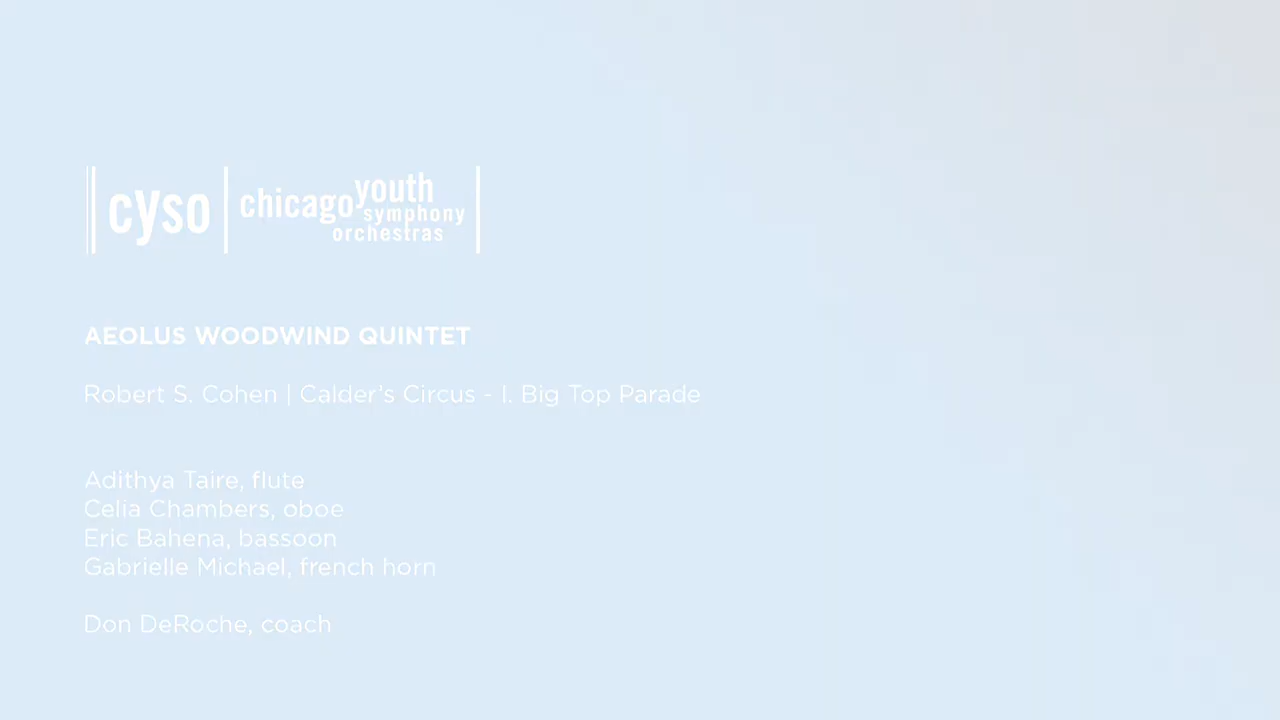 cyso chicago youth symphony orchestras
AEOLUS WOODWIND QUINTET
Robert S. Cohen | Calder's Circus - I. Big Top Parade
Adithya Taire, flute
Celia Chambers, oboe
Eric Bahena, bassoon
Gabrielle Michael, french horn
Don DeRoche, coach